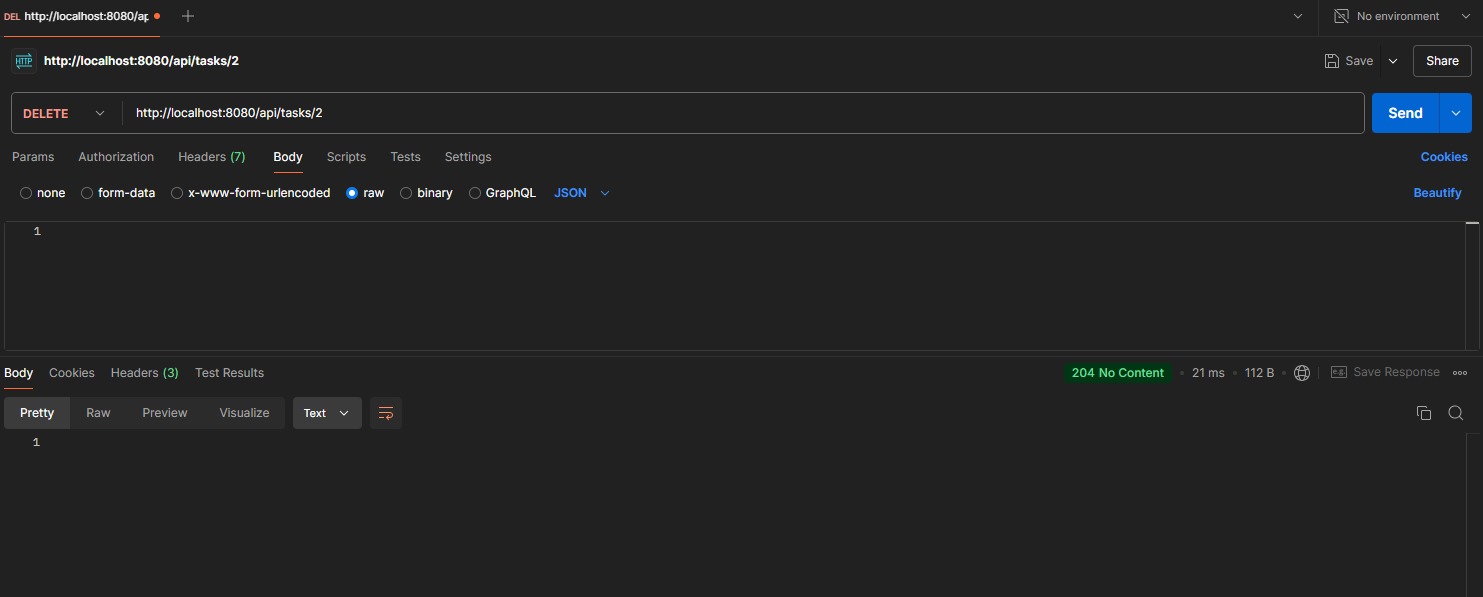 DEL http://localhost:8080/ap
No environment
HTTP http://localhost:8080/api/tasks/2 Save Share
DELETE http://localhost:8080/api/tasks/2 Send
Params Authorization Headers (7) Body Scripts Tests Settings Cookies
none form-data x-www-form-urlencoded raw binary GraphQL JSON Beautify
1
Body Cookies Headers (3) Test Results 204 No Content • 21 ms • 112 B • e.g. Save Response
Pretty Raw Preview Visualize Text
1